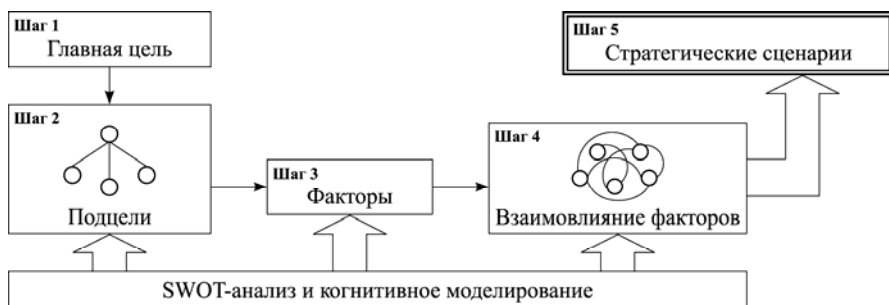 Шаг 1
Главная цель
Шаг 2
Подцели
Шаг 3
Факторы
Шаг 4
Взаимовлияние факторов
Шаг 5
Стратегические сценарии
SWOT-анализ и когнитивное моделирование